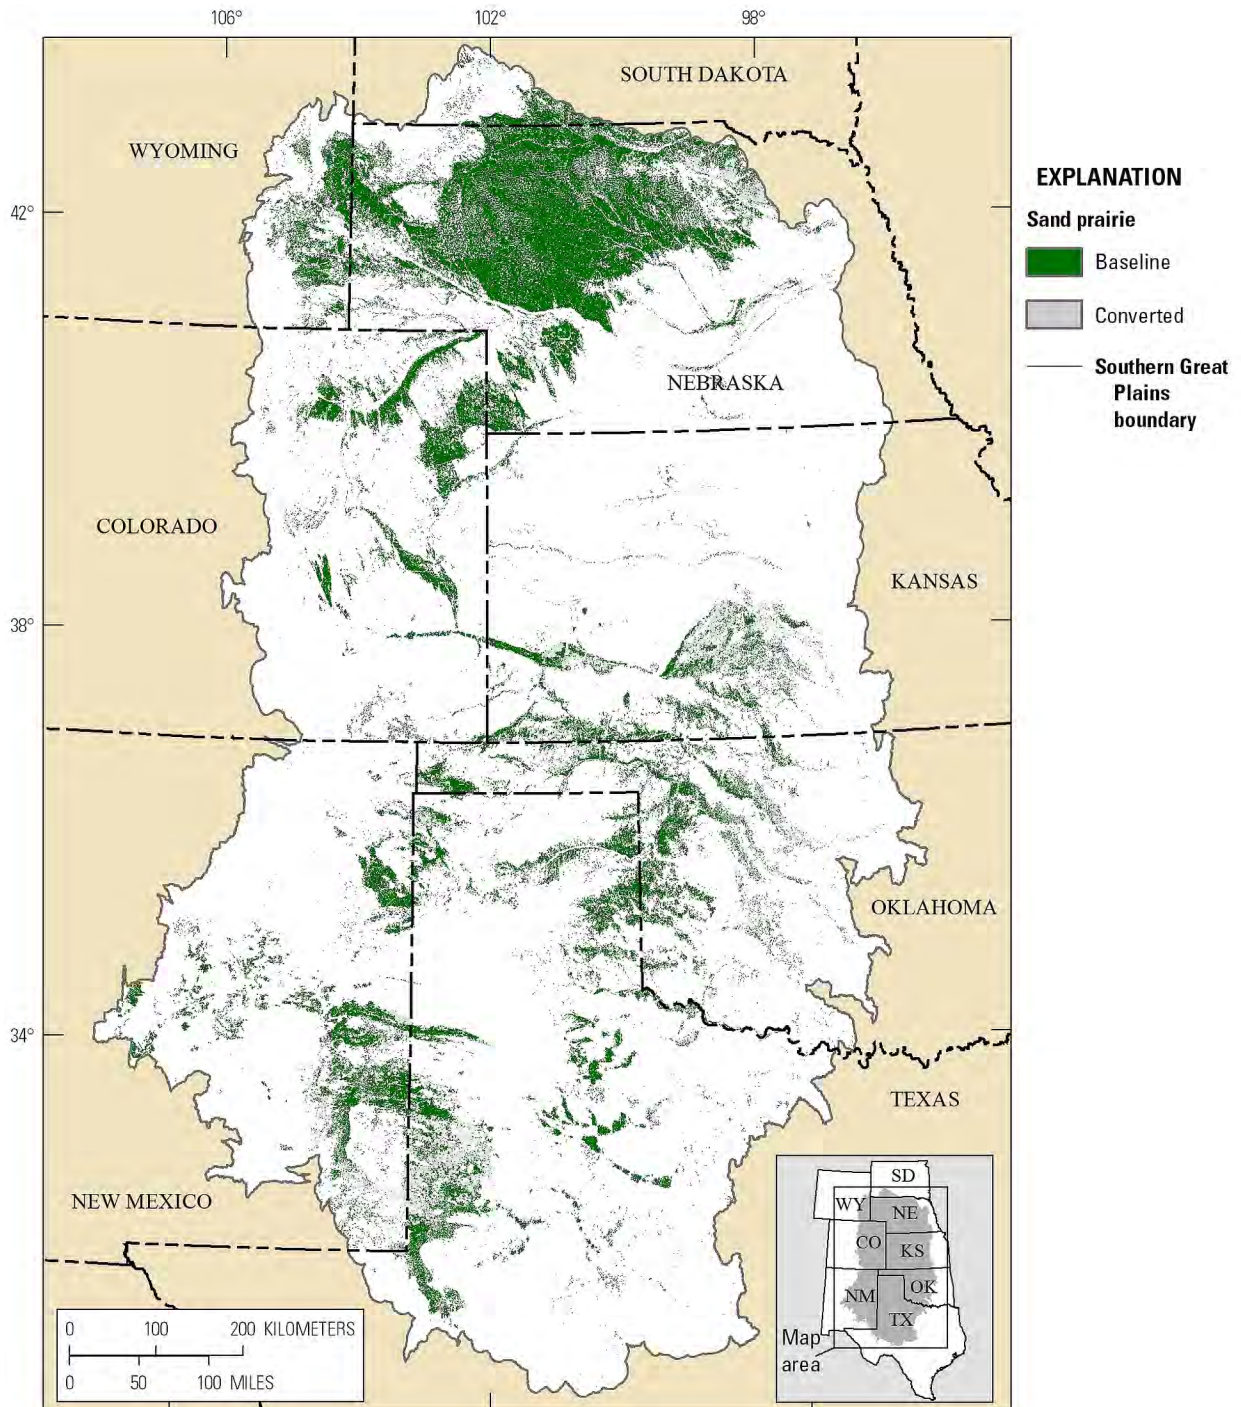 106°
102°
98°
SOUTH DAKOTA
WYOMING
EXPLANATION
Sand prairie
42°
Baseline
Converted
Southern Great
Plains
boundary
NEBRASKA
COLORADO
KANSAS
38°
OKLAHOMA
34°
TEXAS
NEW MEXICO
SD
WY
NE
CO
KS
NM
OK
TX
Map
area
0 100 200 KILOMETERS
0 50 100 MILES